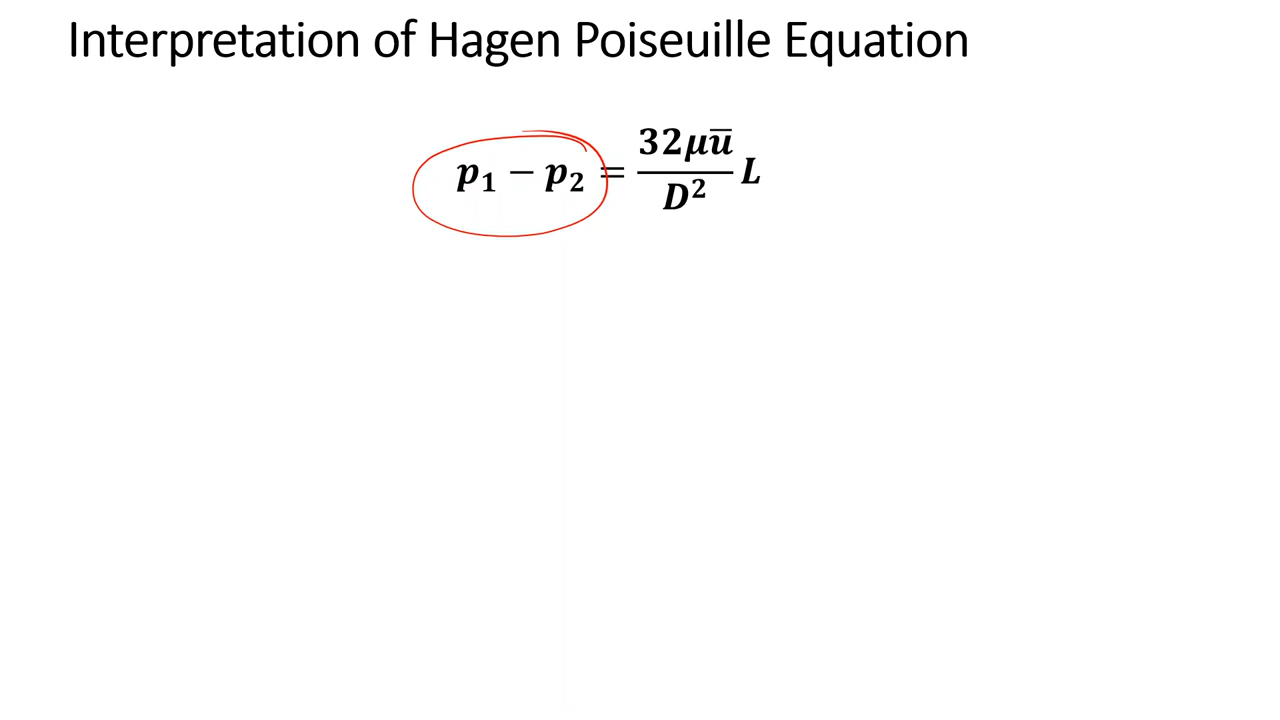 Interpretation of Hagen Poiseuille Equation
p₁ − p₂ = 32μū / D² L